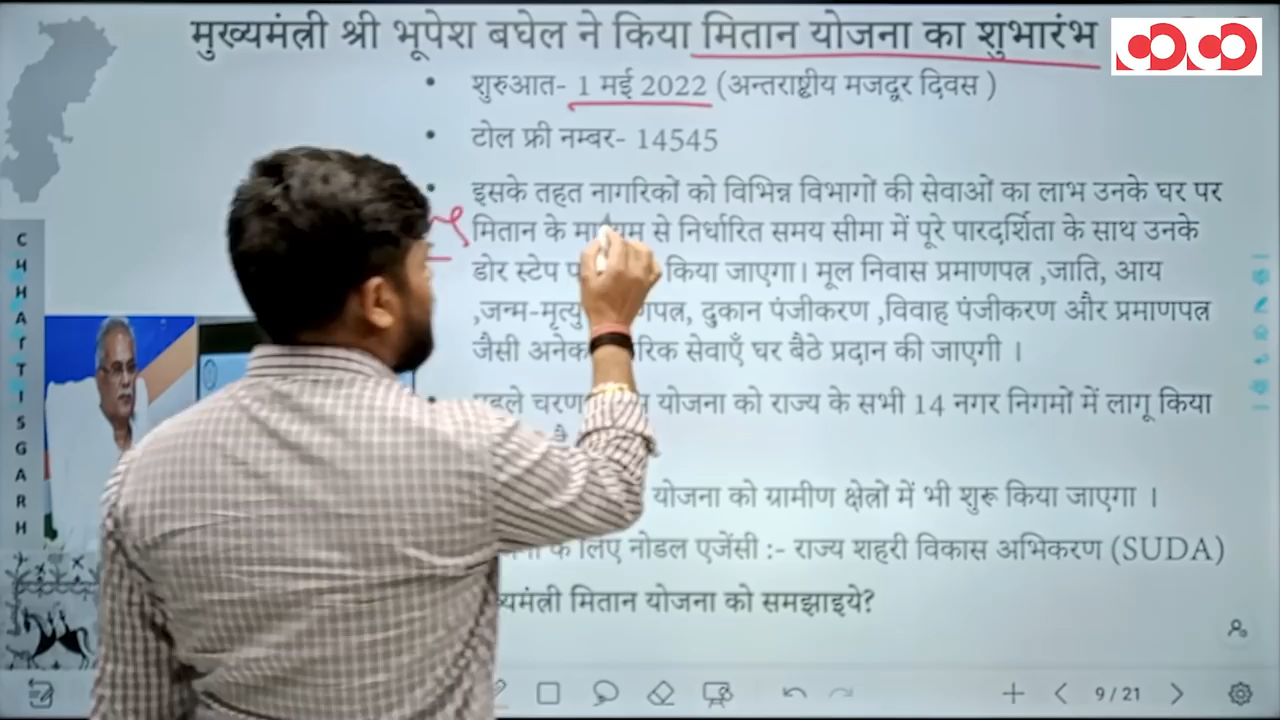 मुख्यमंत्री श्री भूपेश बघेल ने किया मितान योजना का शुभारंभ
शुरुआत- 1 मई 2022 (अन्तराष्ट्रीय मजदूर दिवस )
टोल फ्री नम्बर- 14545
इसके तहत नागरिकों को विभिन्न विभागों की सेवाओं का लाभ उनके घर पर
मितान के से निर्धारित समय सीमा में पूरे पारदर्शिता के साथ उनके
डोर स्टेप किया जाएगा। मूल निवास प्रमाणपत्र ,जाति, आय
,जन्म-मृत्यु दुकान पंजीकरण ,विवाह पंजीकरण और प्रमाणपत्र
जैसी अनेक सेवाएँ घर बैठे प्रदान की जाएगी ।
योजना को राज्य के सभी 14 नगर निगमों में लागू किया
योजना को ग्रामीण क्षेत्रों में भी शुरू किया जाएगा ।
के लिए नोडल एजेंसी :- राज्य शहरी विकास अभिकरण (SUDA)
मितान योजना को समझाइये?
CHHATTISGARH
9 / 21